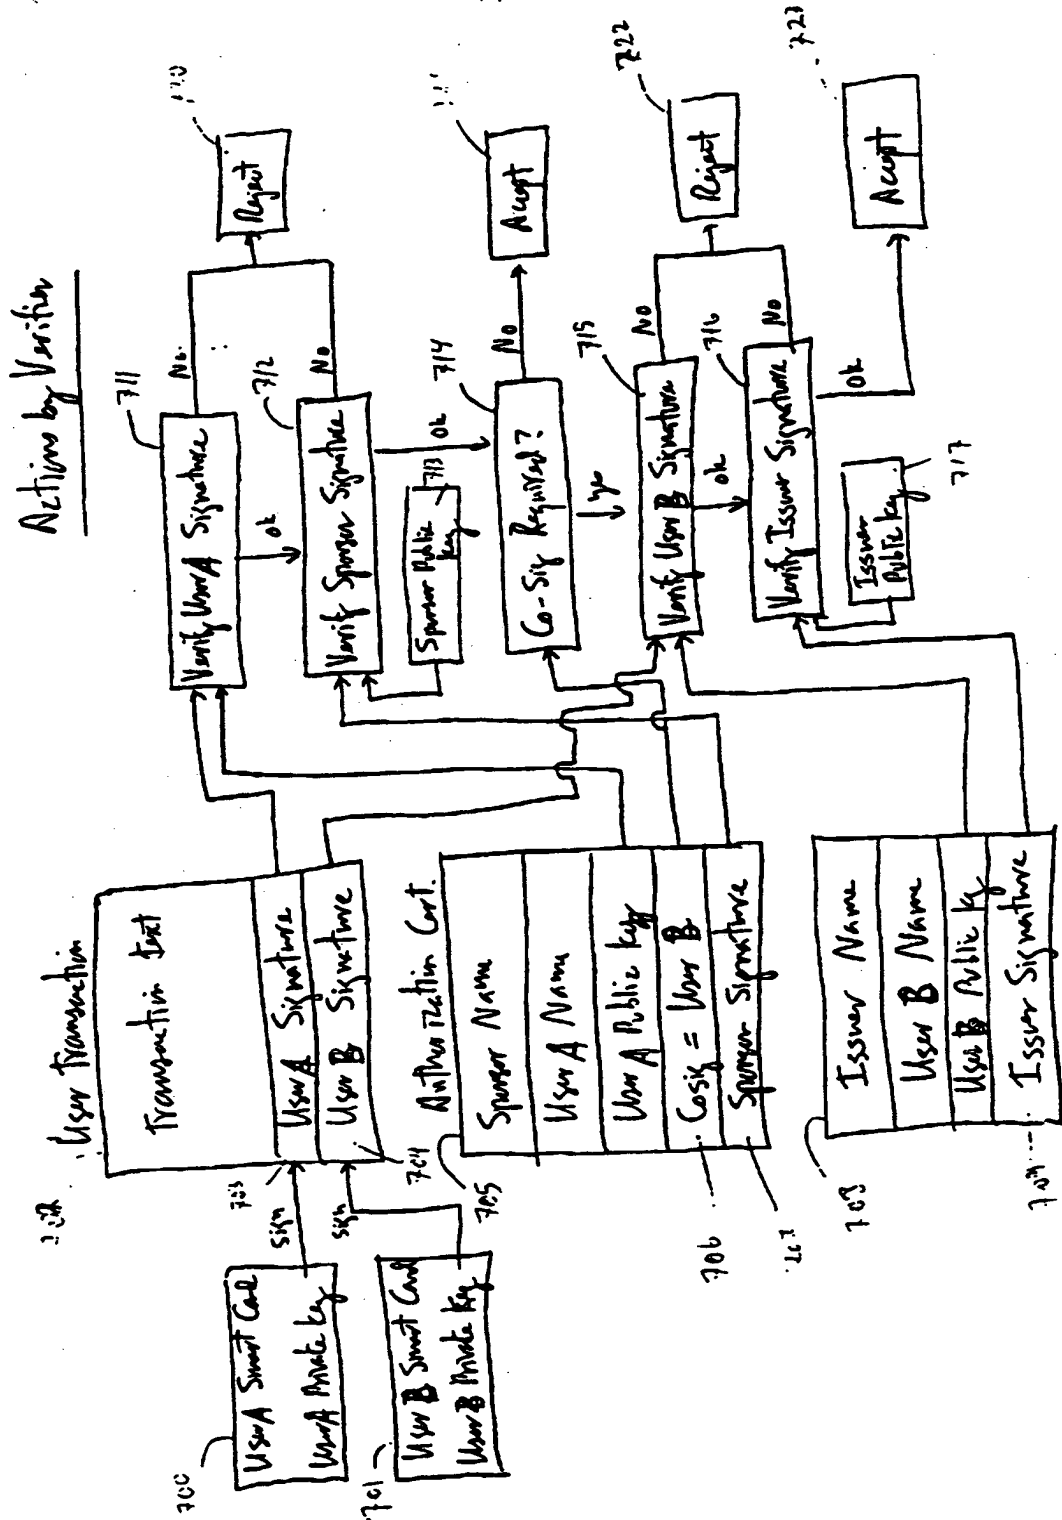 Actions by Verifier
700
User A Smart Card
User A Private Key
701
User B Smart Card
User B Private Key
sign
sign
User Transaction
Transaction text
703
User A Signature
User B Signature
704
Authorization Cert.
705
Sponsor Name
User A Name
User A Public Key
Cosig = User B
Sponsor Signature
706
708
Issuer Name
User B Name
User B Public Key
Issuer Signature
711
Verify User A Signature
No.
ok
712
Verify Sponsor Signature
No
ok
713
Sponsor Public
Key
714
Co-Sig Required?
No
yes
715
Verify User B Signature
No
ok
716
Verify Issuer Signature
No
ok
717
Issuer
Public Key
Reject
Accept
722
Reject
723
Accept